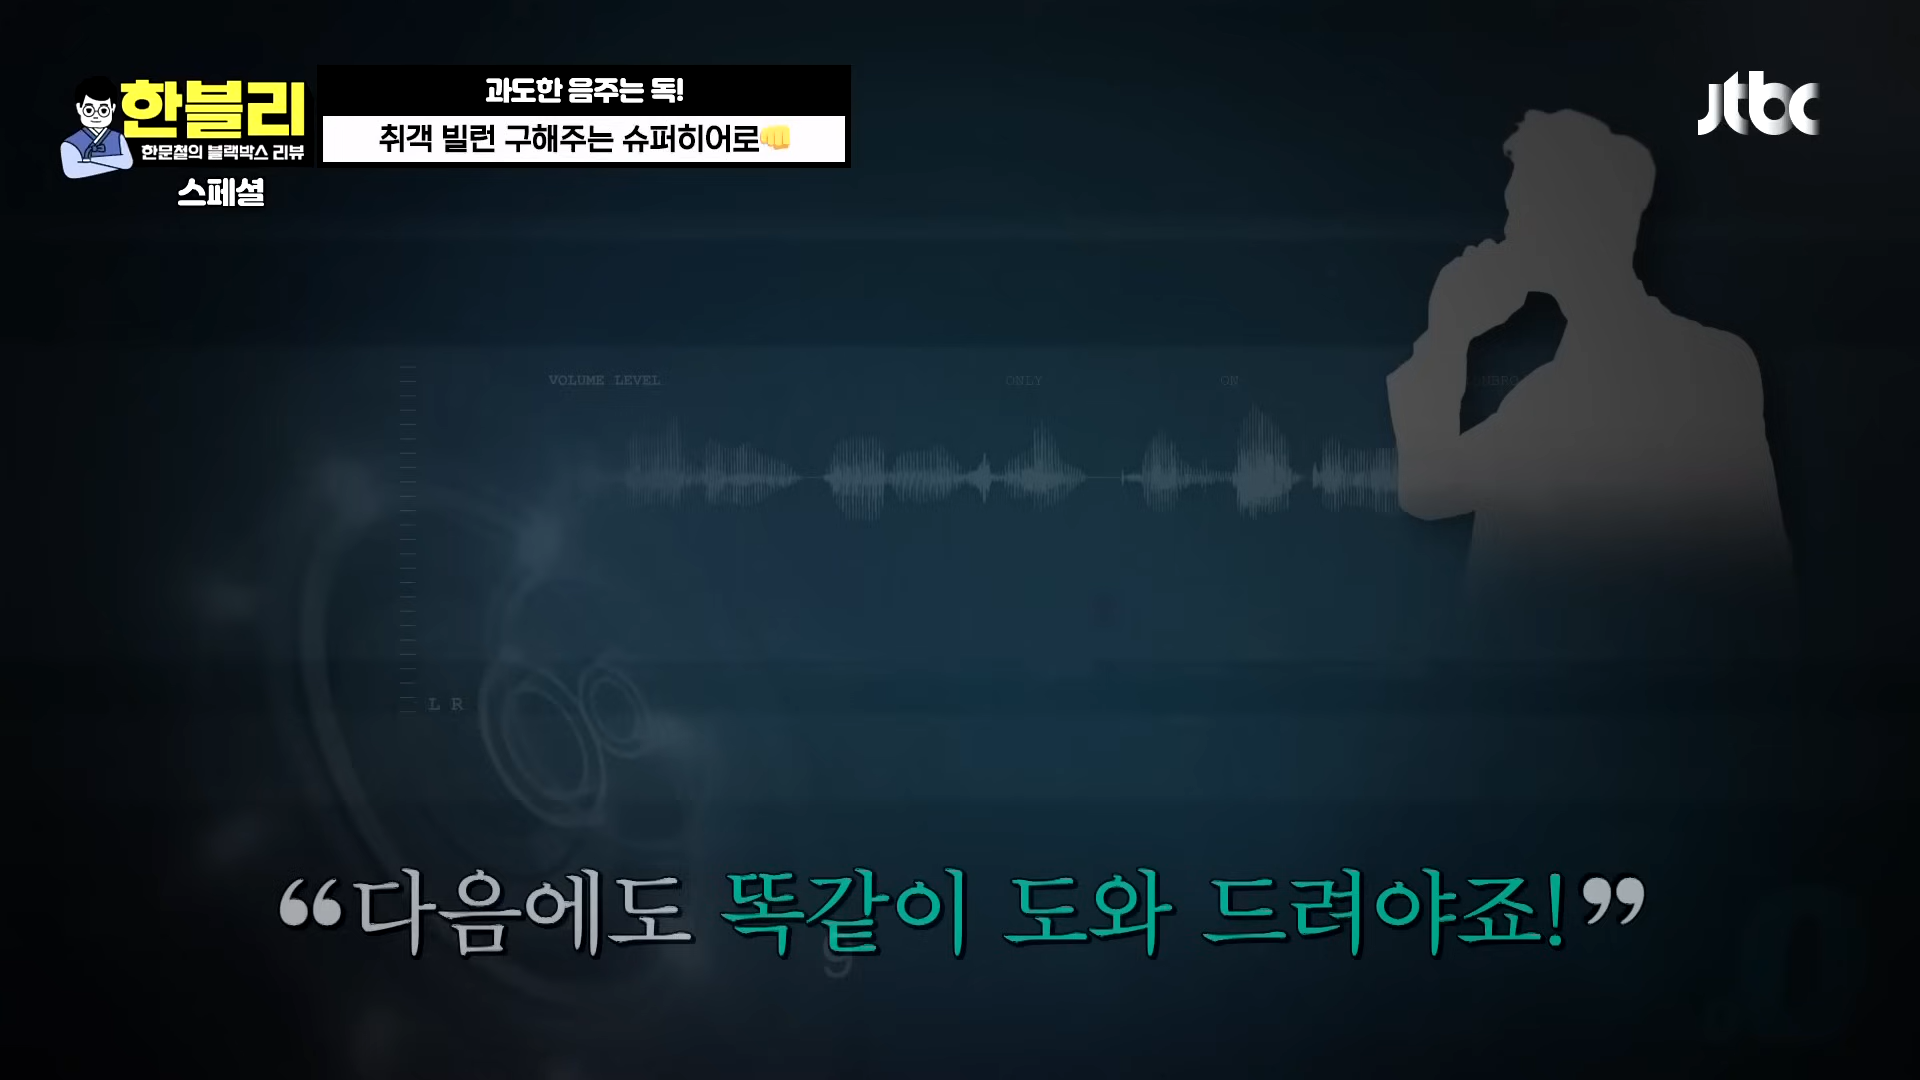 과도한 음주는 독!
취객 빌런 구해주는 슈퍼히어로👊
한블리
한문철의 블랙박스 리뷰
스페셜
jtbc
VOLUME LEVEL
ONLY
ON
L R
9
“다음에도 똑같이 도와 드려야죠!”